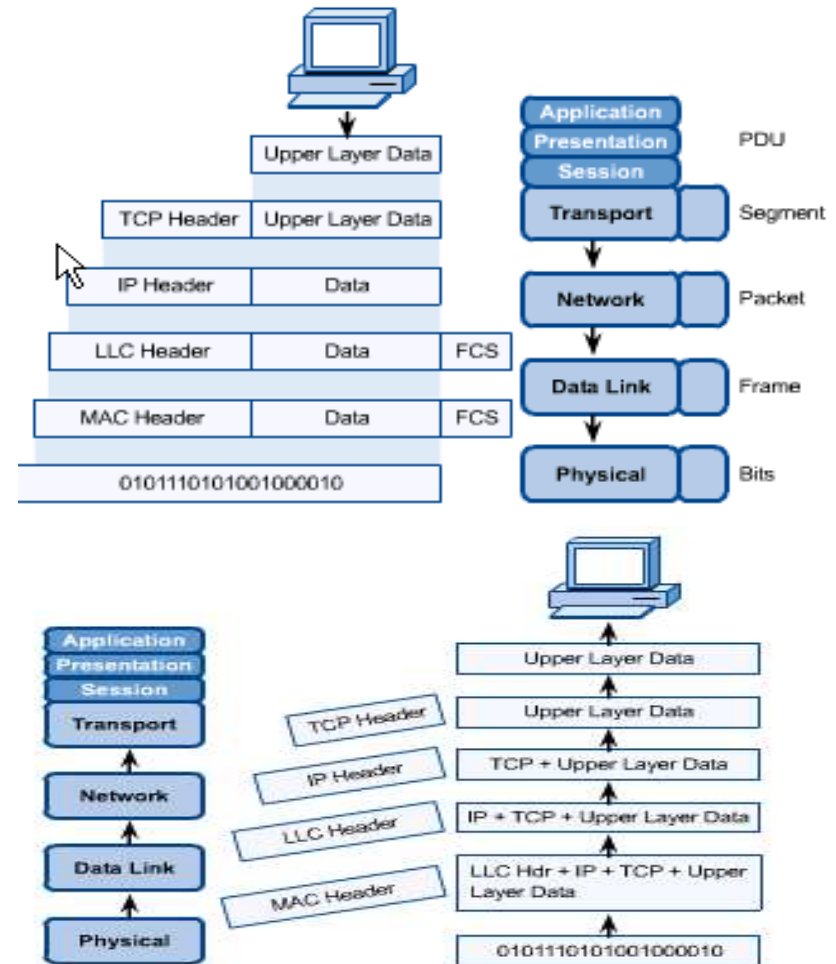 Upper Layer Data
TCP Header Upper Layer Data
IP Header Data
LLC Header Data FCS
MAC Header Data FCS
0101110101001000010
Application
Presentation
Session
PDU
Transport Segment
Network Packet
Data Link Frame
Physical Bits
Application
Presentation
Session
Transport
Network
Data Link
Physical
TCP Header
IP Header
LLC Header
MAC Header
Upper Layer Data
Upper Layer Data
TCP + Upper Layer Data
IP + TCP + Upper Layer Data
LLC Hdr + IP + TCP + Upper
Layer Data
0101110101001000010